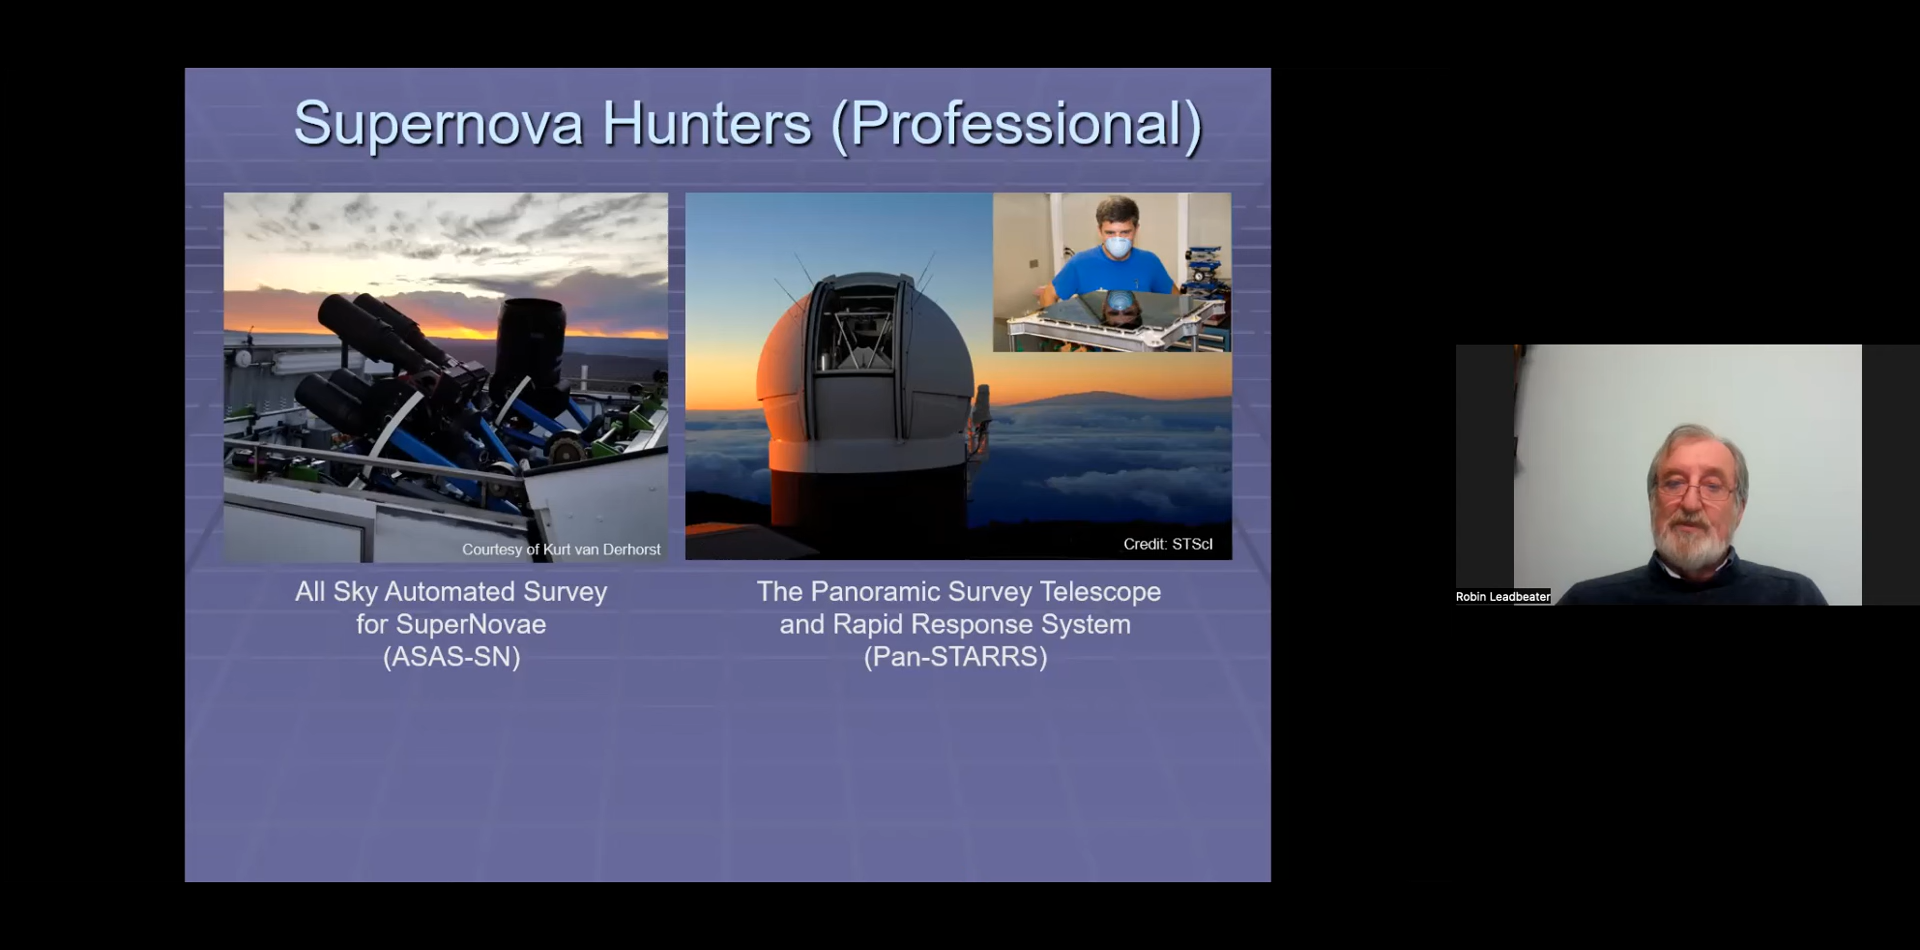 Supernova Hunters (Professional)
Courtesy of Kurt van Derhorst
Credit: STScI
All Sky Automated Survey
for SuperNovae
(ASAS-SN)
The Panoramic Survey Telescope
and Rapid Response System
(Pan-STARRS)
Robin Leadbeater